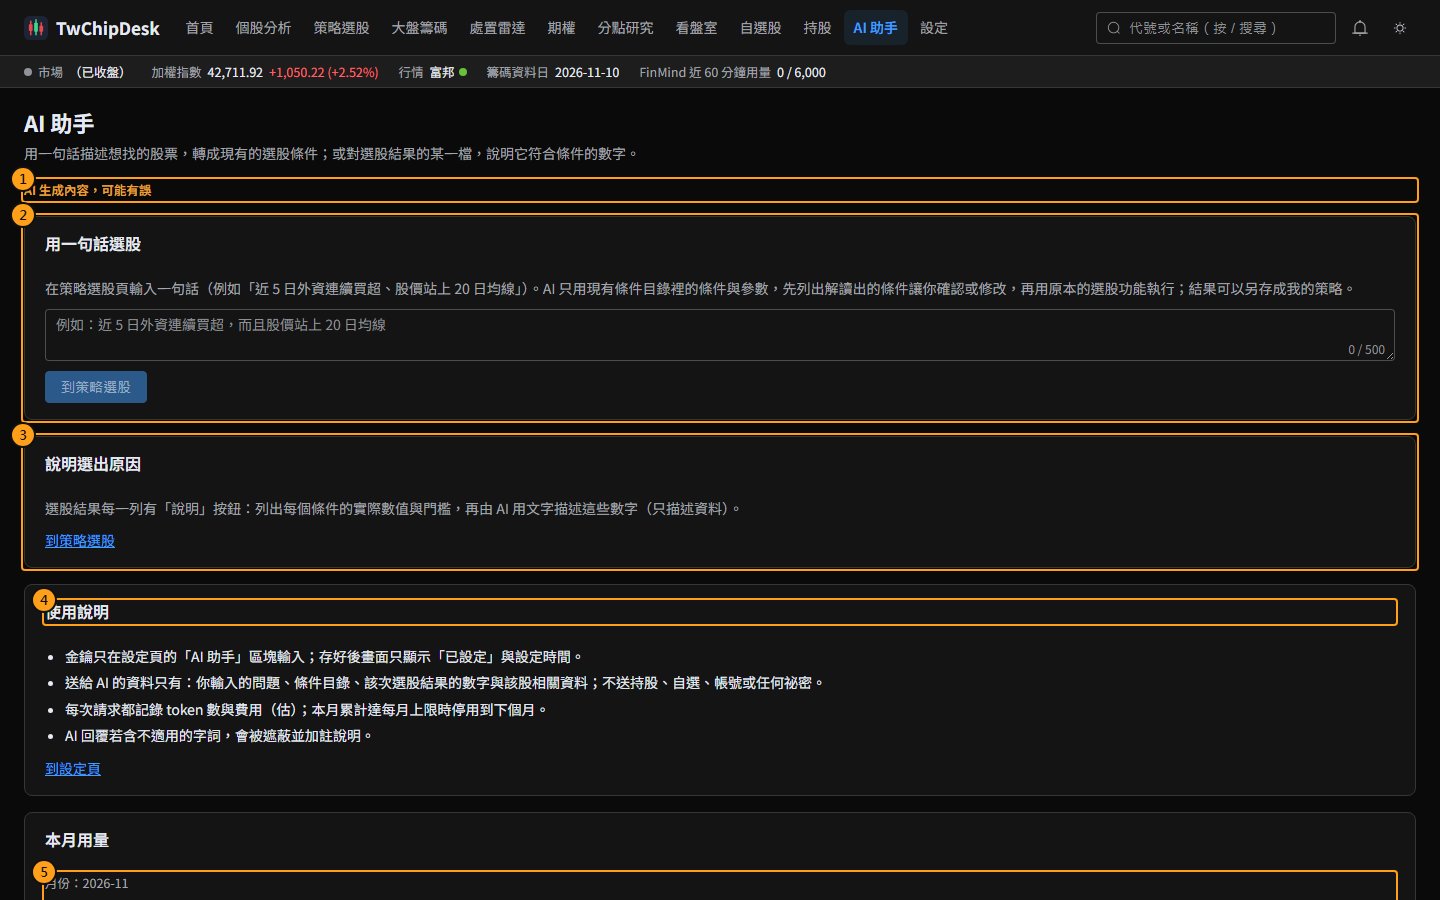 TwChipDesk 首頁 個股分析 策略選股 大盤籌碼 處置雷達 期權 分點研究 看盤室 自選股 持股 AI 助手 設定 代號或名稱（按 / 搜尋）
市場 （已收盤） 加權指數 42,711.92 +1,050.22 (+2.52%) 行情 富邦 籌碼資料日 2026-11-10 FinMind 近 60 分鐘用量 0 / 6,000
AI 助手
用一句話描述想找的股票，轉成現有的選股條件；或對選股結果的某一檔，說明它符合條件的數字。
1
AI 生成內容，可能有誤
2
用一句話選股
在策略選股頁輸入一句話（例如「近 5 日外資連續買超、股價站上 20 日均線」）。AI 只用現有條件目錄裡的條件與參數，先列出解讀出的條件讓你確認或修改，再用原本的選股功能執行；結果可以另存成我的策略。
例如：近 5 日外資連續買超，而且股價站上 20 日均線
0 / 500
到策略選股
3
說明選出原因
選股結果每一列有「說明」按鈕：列出每個條件的實際數值與門檻，再由 AI 用文字描述這些數字（只描述資料）。
到策略選股
4
使用說明
金鑰只在設定頁的「AI 助手」區塊輸入；存好後畫面只顯示「已設定」與設定時間。
送給 AI 的資料只有：你輸入的問題、條件目錄、該次選股結果的數字與該股相關資料；不送持股、自選、帳號或任何祕密。
每次請求都記錄 token 數與費用（估）；本月累計達每月上限時停用到下個月。
AI 回覆若含不適用的字詞，會被遮蔽並加註說明。
到設定頁
本月用量
5
月份：2026-11